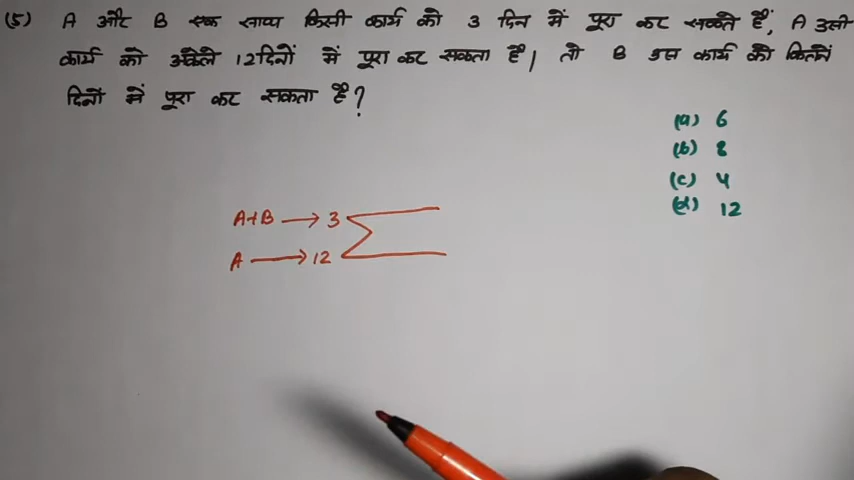 (5) A और B एक साथ किसी कार्य को 3 दिन में पूरा कर सकते हैं, A उसी
कार्य को अकेले 12 दिनों में पूरा कर सकता है। तो B उस कार्य को कितने
दिनों में पूरा कर सकता है?
(a) 6
(b) 8
(c) 4
(d) 12
A+B → 3
A → 12